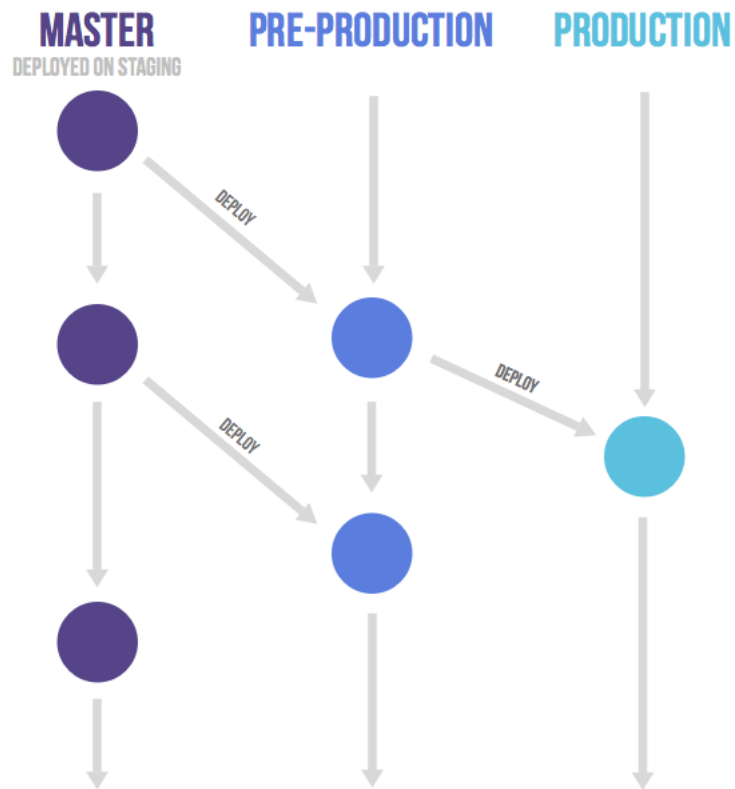 MASTER
DEPLOYED ON STAGING
PRE-PRODUCTION
PRODUCTION
DEPLOY
DEPLOY
DEPLOY